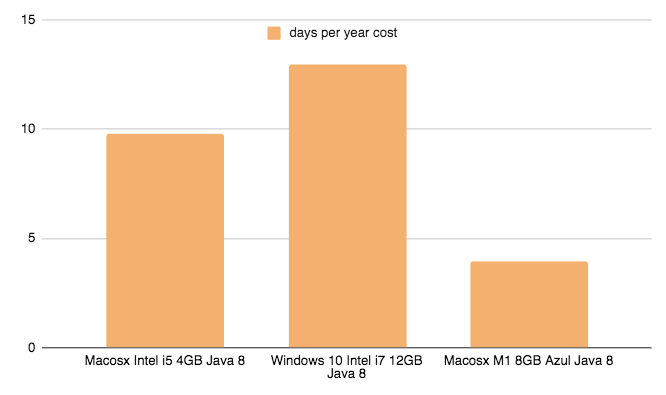 15
days per year cost
10
5
0
Macosx Intel i5 4GB Java 8
Windows 10 Intel i7 12GB
Java 8
Macosx M1 8GB Azul Java 8